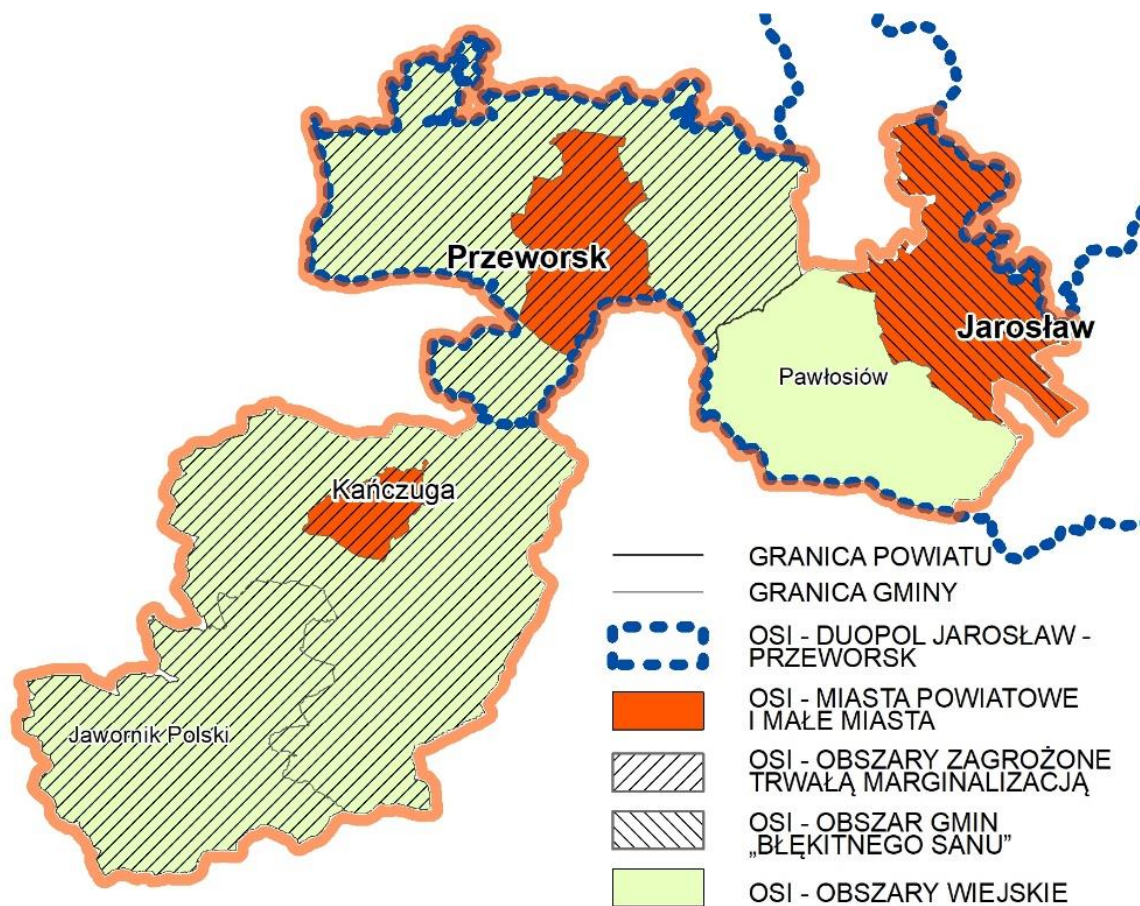 Przeworsk
Jarosław
Pawłosiów
Kańczuga
Jawornik Polski
GRANICA POWIATU
GRANICA GMINY
OSI - DUOPOL JAROSŁAW -
PRZEWORSK
OSI - MIASTA POWIATOWE
I MAŁE MIASTA
OSI - OBSZARY ZAGROŻONE
TRWAŁĄ MARGINALIZACJĄ
OSI - OBSZAR GMIN
„BŁĘKITNEGO SANU”
OSI - OBSZARY WIEJSKIE